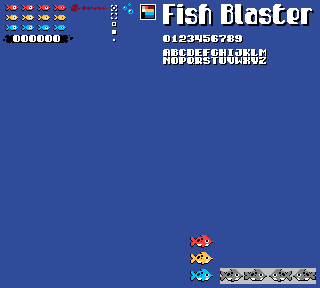 Fish Blaster
000000
0123456789
ABCDEFGHIJKLM
NOPQRSTUVWXYZ